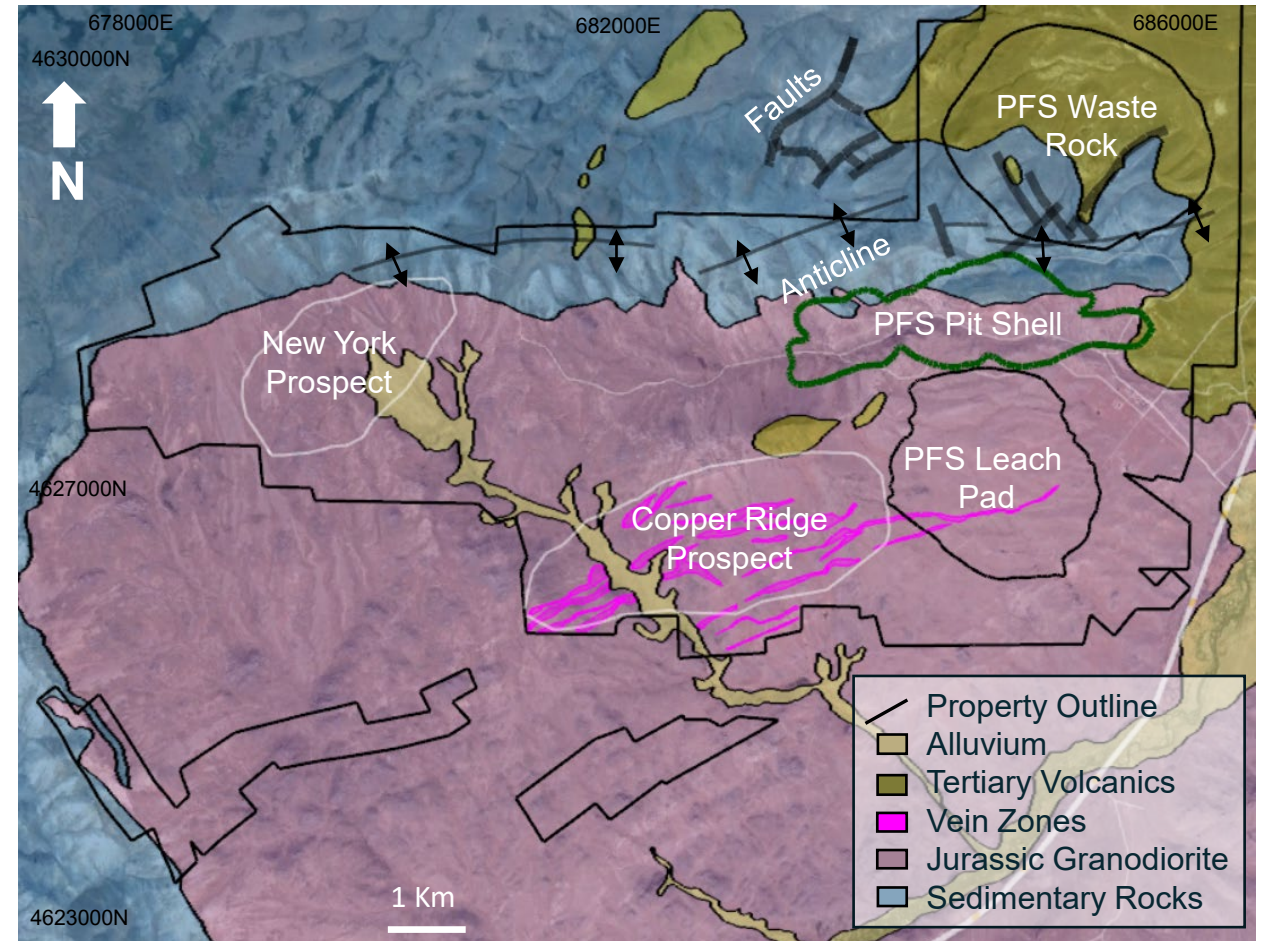 678000E
682000E
686000E
4630000N
N
Faults
PFS Waste
Rock
Anticline
PFS Pit Shell
New York
Prospect
4627000N
PFS Leach
Pad
Copper Ridge
Prospect
Property Outline
Alluvium
Tertiary Volcanics
Vein Zones
Jurassic Granodiorite
Sedimentary Rocks
1 Km
4623000N